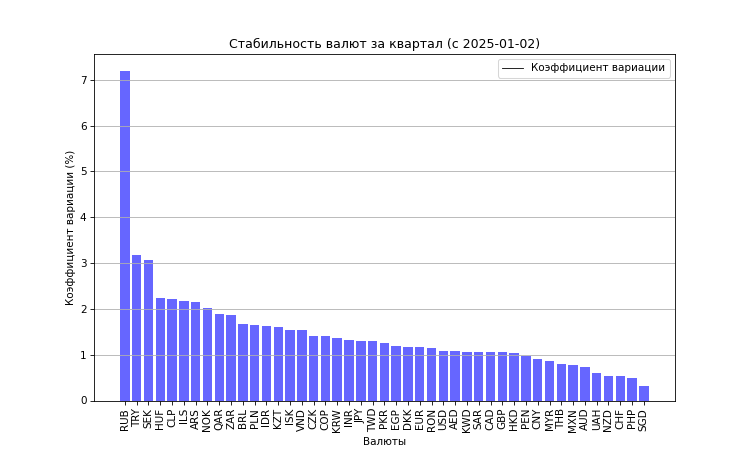 Стабильность валют за квартал (с 2025-01-02)
Коэффициент вариации
Коэффициент вариации (%)
7
6
5
4
3
2
1
0
RUB TRY SEK HUF CLP ILS ARS NOK QAR ZAR BRL PLN IDR KZT ISK VND CZK COP KRW INR JPY TWD PKR EGP DKK EUR RON USD AED KWD SAR CAD GBP HKD PEN CNY MYR THB MXN AUD UAH NZD CHF PHP SGD
Валюты